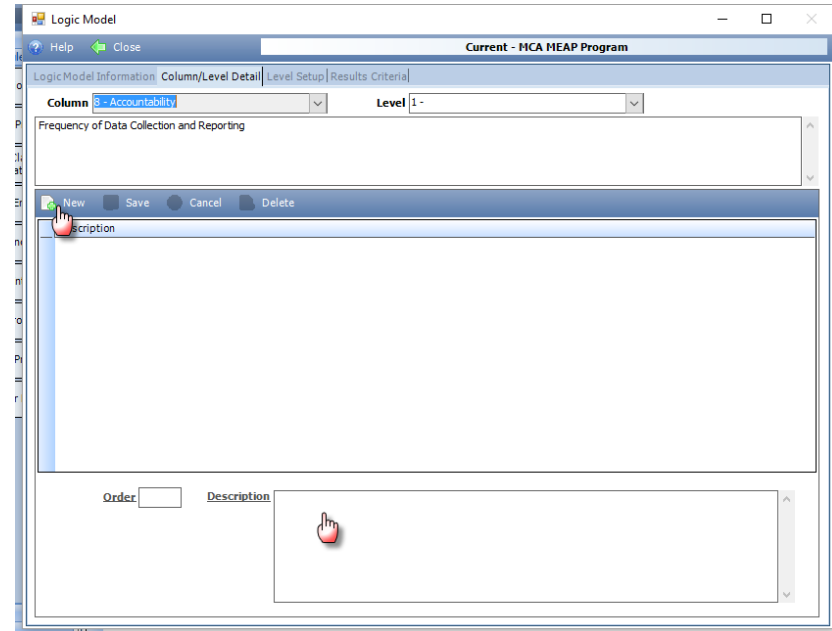 Logic Model
Help Close Current - MCA MEAP Program
Logic Model Information Column/Level Detail Level Setup Results Criteria
Column 8 - Accountability Level 1 -
Frequency of Data Collection and Reporting
New Save Cancel Delete
scription
Order Description